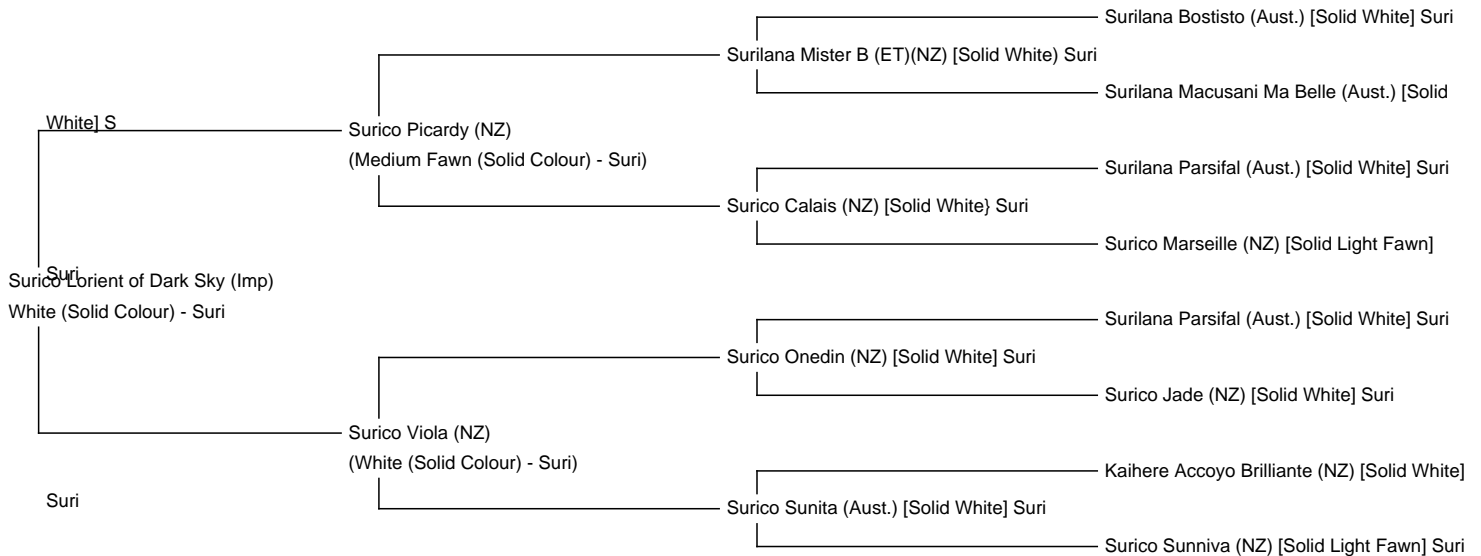 Surilana Bostisto (Aust.) [Solid White] Suri
Surilana Mister B (ET)(NZ) [Solid White) Suri
Surilana Macusani Ma Belle (Aust.) [Solid
White] S
Surico Picardy (NZ)
(Medium Fawn (Solid Colour) - Suri)
Surilana Parsifal (Aust.) [Solid White] Suri
Surico Calais (NZ) [Solid White} Suri
Surico Marseille (NZ) [Solid Light Fawn]
Suri
Surico Lorient of Dark Sky (Imp)
White (Solid Colour) - Suri
Surilana Parsifal (Aust.) [Solid White] Suri
Surico Onedin (NZ) [Solid White] Suri
Surico Jade (NZ) [Solid White] Suri
Surico Viola (NZ)
(White (Solid Colour) - Suri)
Kaihere Accoyo Brilliante (NZ) [Solid White]
Suri
Surico Sunita (Aust.) [Solid White] Suri
Surico Sunniva (NZ) [Solid Light Fawn] Suri